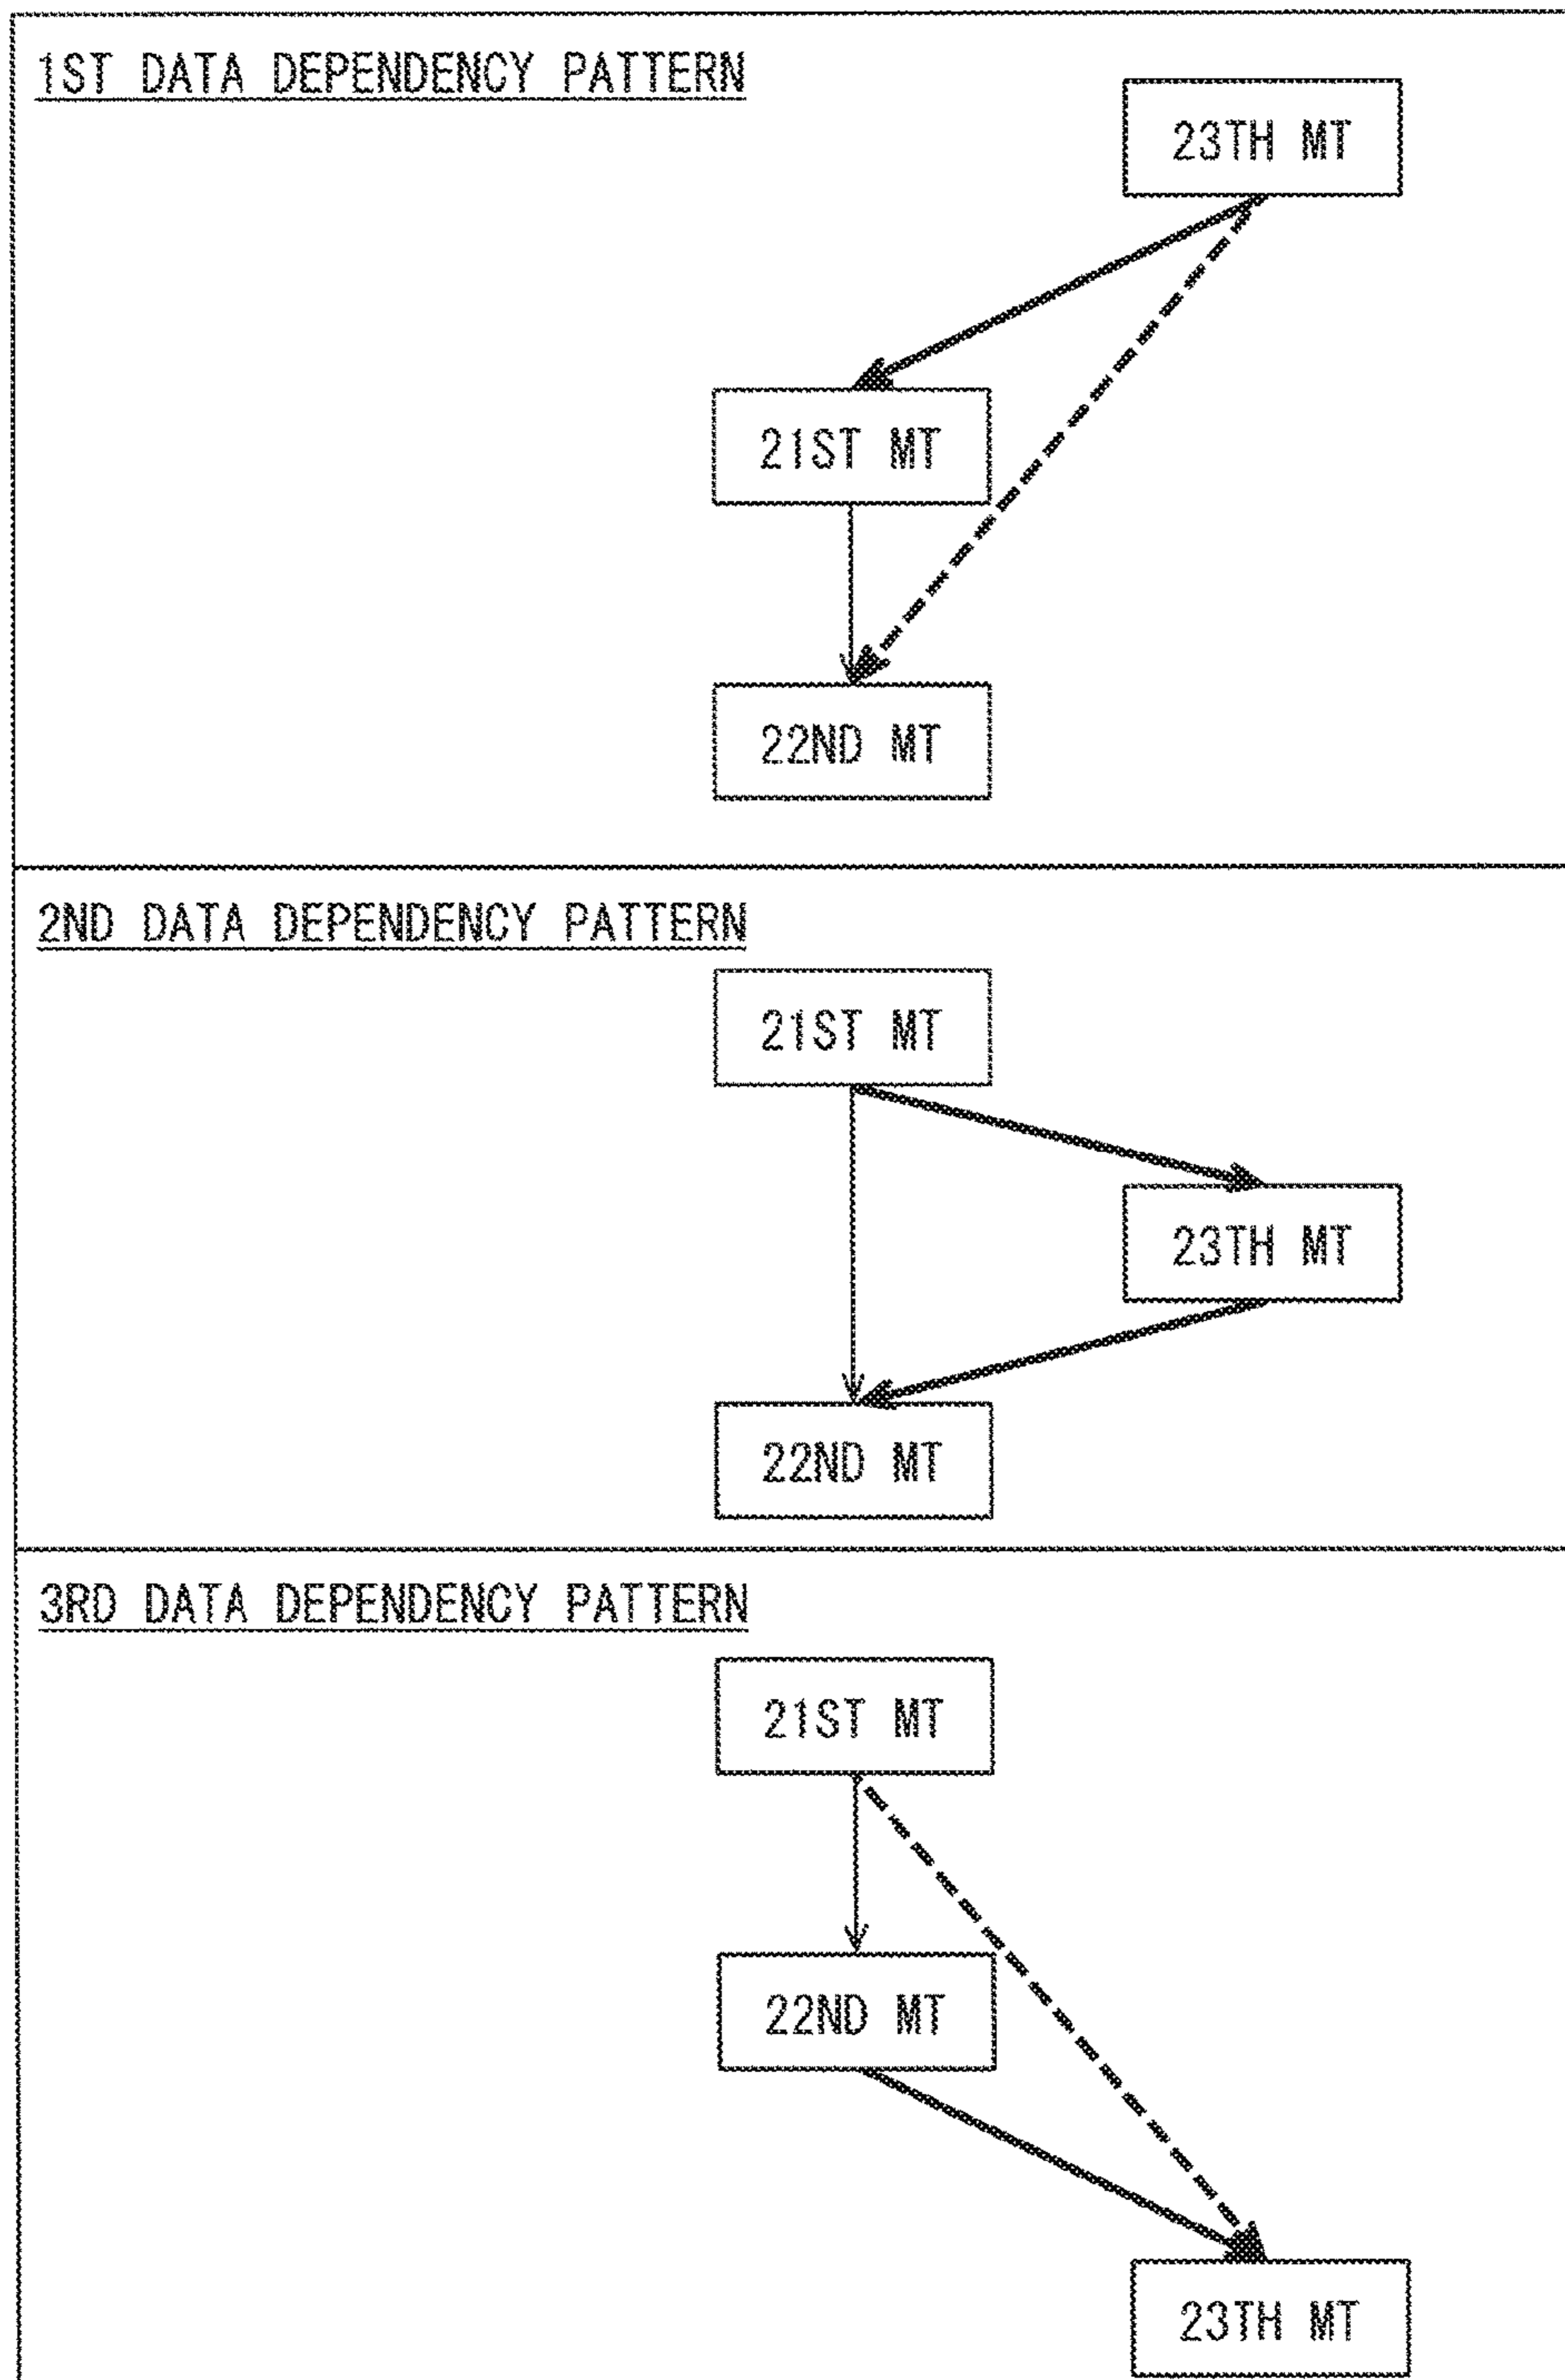 1ST DATA DEPENDENCY PATTERN
23TH MT
21ST MT
22ND MT
2ND DATA DEPENDENCY PATTERN
21ST MT
23TH MT
22ND MT
3RD DATA DEPENDENCY PATTERN
21ST MT
22ND MT
23TH MT